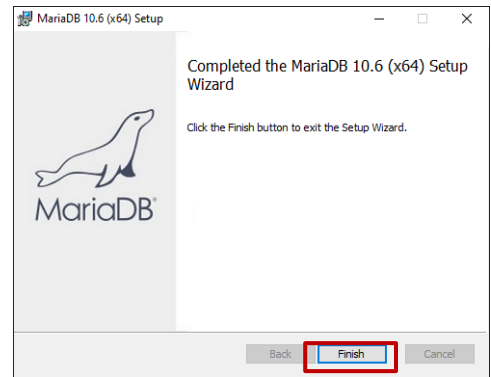 MariaDB 10.6 (x64) Setup
Completed the MariaDB 10.6 (x64) Setup
Wizard
Click the Finish button to exit the Setup Wizard.
MariaDB®
Back Finish Cancel